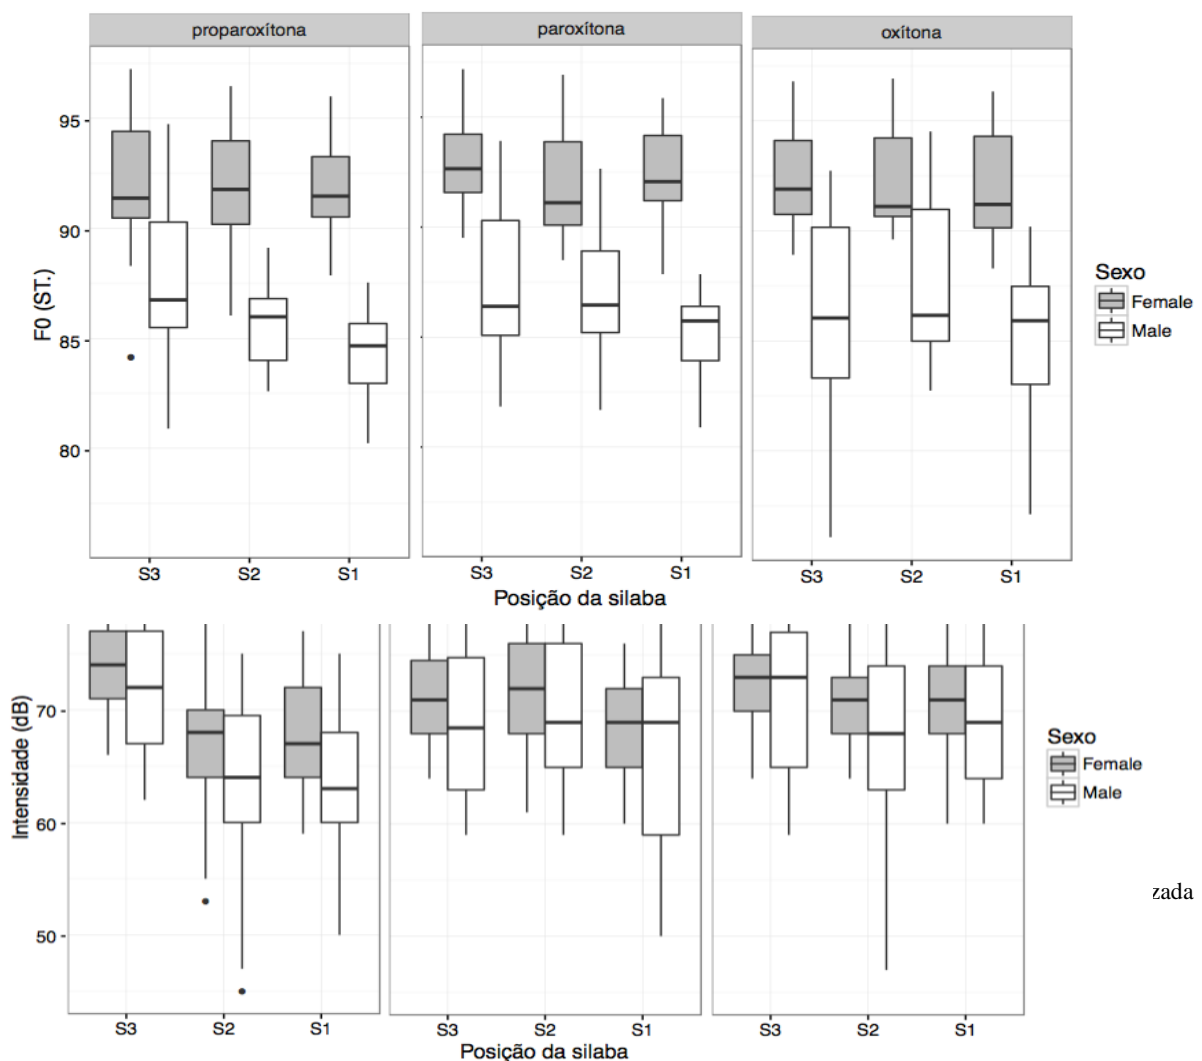 proparoxítona paroxítona oxítona
95
90
85
80
F0 (ST.)
Sexo
Female
Male
S3 S2 S1 S3 S2 S1 S3 S2 S1
Posição da silaba
70
60
50
Intensidade (dB)
Sexo
Female
Male
zada
S3 S2 S1 S3 S2 S1 S3 S2 S1
Posição da silaba